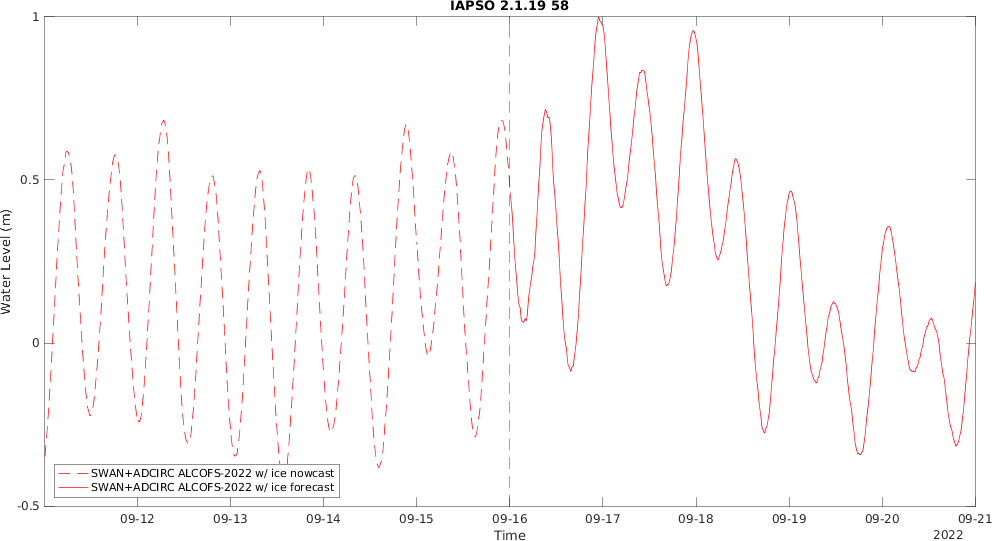 IAPSO 2.1.19 58
Water Level (m)
1
0.5
0
-0.5
SWAN+ADCIRC ALCOFS-2022 w/ ice nowcast
SWAN+ADCIRC ALCOFS-2022 w/ ice forecast
09-12 09-13 09-14 09-15 09-16 09-17 09-18 09-19 09-20 09-21
Time
2022